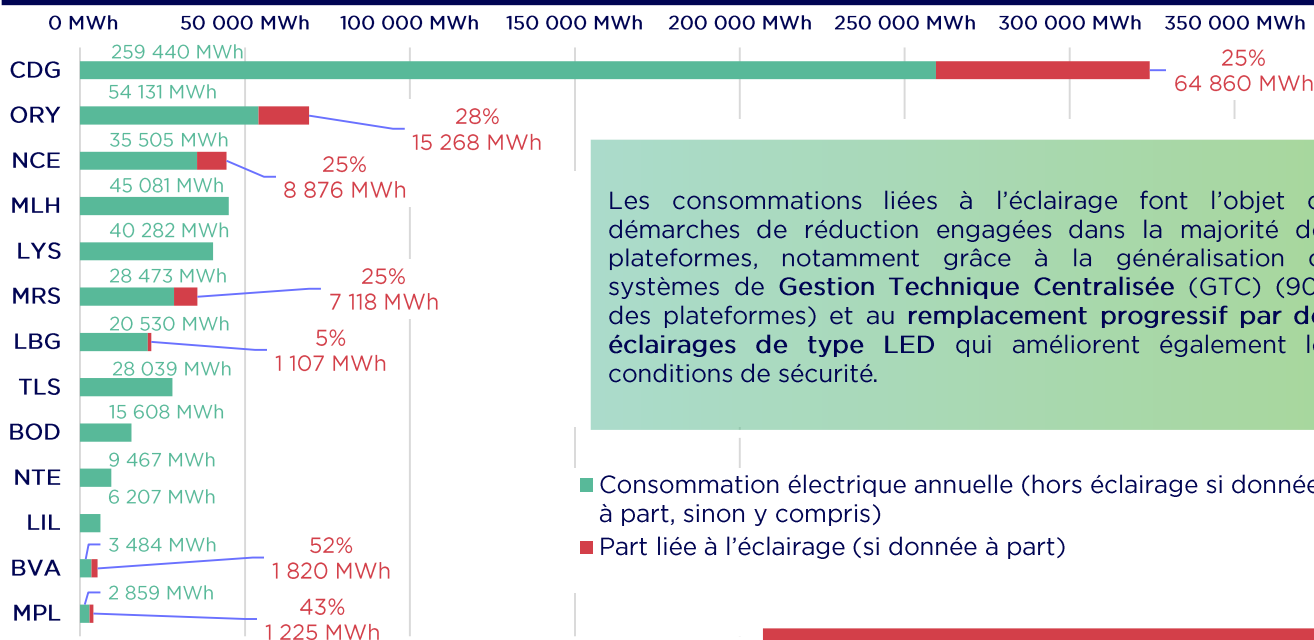 0 MWh 50 000 MWh 100 000 MWh 150 000 MWh 200 000 MWh 250 000 MWh 300 000 MWh 350 000 MWh
259 440 MWh
CDG
25%
64 860 MWh
54 131 MWh
ORY
28%
15 268 MWh
35 505 MWh
NCE
25%
8 876 MWh
45 081 MWh
MLH
40 282 MWh
LYS
28 473 MWh
MRS
25%
7 118 MWh
20 530 MWh
LBG
5%
1 107 MWh
28 039 MWh
TLS
15 608 MWh
BOD
9 467 MWh
NTE
6 207 MWh
LIL
3 484 MWh
BVA
52%
1 820 MWh
2 859 MWh
MPL
43%
1 225 MWh
Les consommations liées à l'éclairage font l'objet
démarches de réduction engagées dans la majorité
plateformes, notamment grâce à la généralisation
systèmes de Gestion Technique Centralisée (GTC) (90
des plateformes) et au remplacement progressif par
éclairages de type LED qui améliorent également
conditions de sécurité.
Consommation électrique annuelle (hors éclairage si donnée
à part, sinon y compris)
Part liée à l'éclairage (si donnée à part)